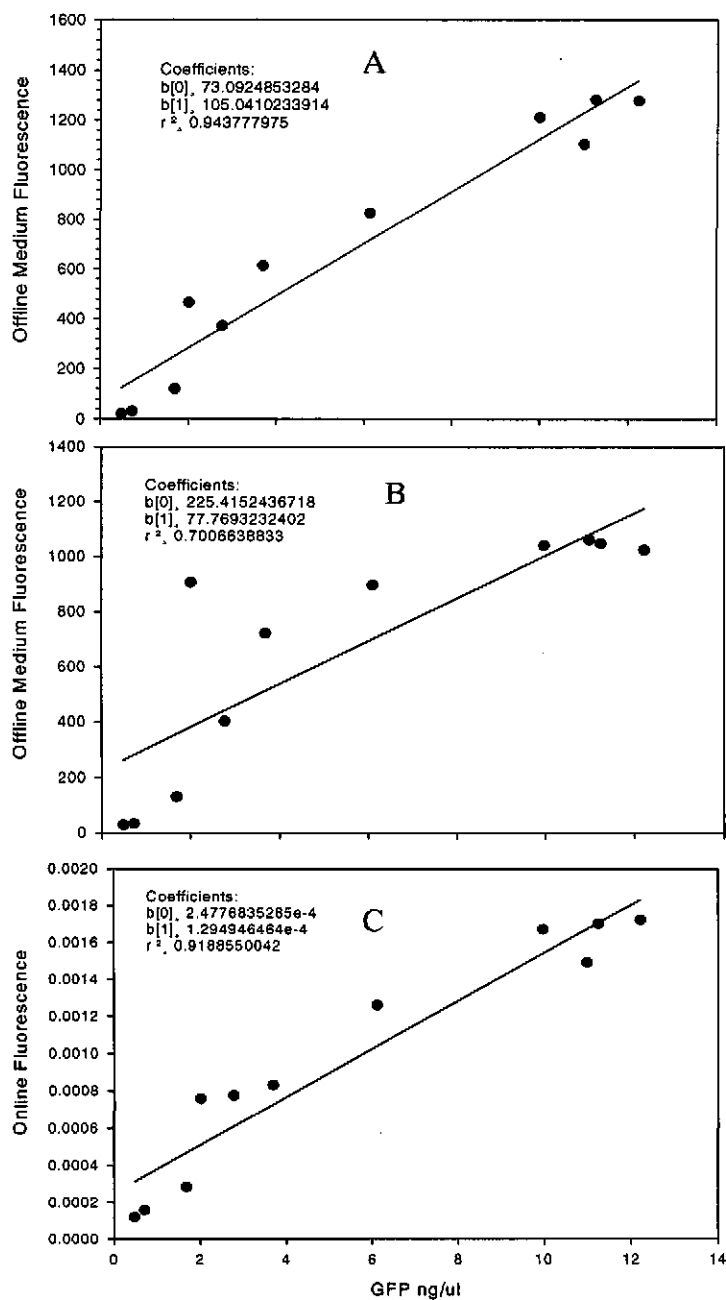 1600
1400
1200
1000
800
600
400
200
0
Offline Medium Fluorescence
A
Coefficients:
b[0], 73.0924853284
b[1], 105.0410233914
r ², 0.943777975
1400
1200
1000
800
600
400
200
0
Offline Medium Fluorescence
B
Coefficients:
b[0], 225.4152436718
b[1], 77.7693232402
r ², 0.7006638833
0.0020
0.0018
0.0016
0.0014
0.0012
0.0010
0.0008
0.0006
0.0004
0.0002
0.0000
Online Fluorescence
C
Coefficients:
b[0], 2.4776835285e-4
b[1], 1.294946464e-4
r ², 0.9188550042
0 2 4 6 8 10 12 14
GFP ng/ul